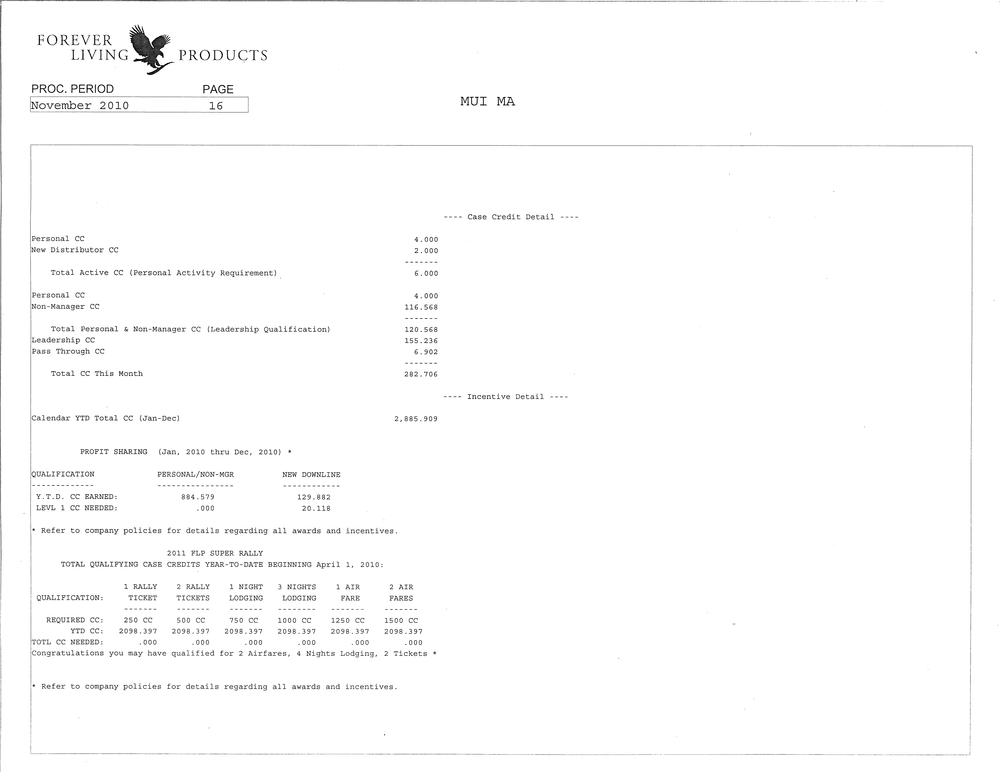 FOREVER
LIVING PRODUCTS
PROC. PERIOD PAGE
November 2010 16
MUI MA
---- Case Credit Detail ----
Personal CC 4.000
New Distributor CC 2.000
-------
Total Active CC (Personal Activity Requirement) 6.000
Personal CC 4.000
Non-Manager CC 116.568
-------
Total Personal & Non-Manager CC (Leadership Qualification) 120.568
Leadership CC 155.236
Pass Through CC 6.902
-------
Total CC This Month 282.706
---- Incentive Detail ----
Calendar YTD Total CC (Jan-Dec) 2,885.909
PROFIT SHARING (Jan, 2010 thru Dec, 2010) *
QUALIFICATION PERSONAL/NON-MGR NEW DOWNLINE
------------- ---------------- ------------
Y.T.D. CC EARNED: 884.579 129.882
LEVL 1 CC NEEDED: .000 20.118
* Refer to company policies for details regarding all awards and incentives.
2011 FLP SUPER RALLY
TOTAL QUALIFYING CASE CREDITS YEAR-TO-DATE BEGINNING April 1, 2010:
1 RALLY 2 RALLY 1 NIGHT 3 NIGHTS 1 AIR 2 AIR
QUALIFICATION: TICKET TICKETS LODGING LODGING FARE FARES
------- ------- ------- -------- ------- -------
REQUIRED CC: 250 CC 500 CC 750 CC 1000 CC 1250 CC 1500 CC
YTD CC: 2098.397 2098.397 2098.397 2098.397 2098.397 2098.397
TOTL CC NEEDED: .000 .000 .000 .000 .000 .000
Congratulations you may have qualified for 2 Airfares, 4 Nights Lodging, 2 Tickets *
* Refer to company policies for details regarding all awards and incentives.